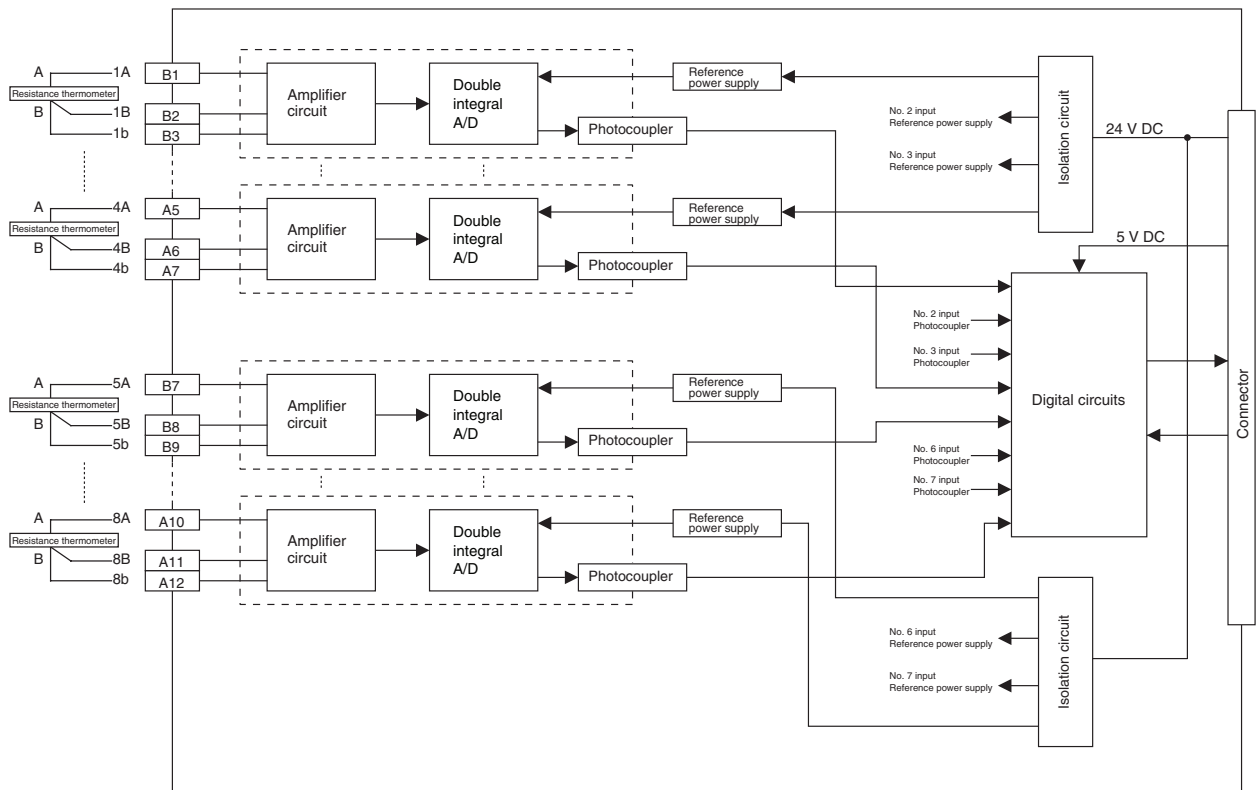 A
1A
B1
Resistance thermometer
B
1B
B2
1b
B3
Amplifier
circuit
Double
integral
A/D
Photocoupler
Reference
power supply
No. 2 input
Reference power supply
No. 3 input
Reference power supply
Isolation circuit
24 V DC
A
4A
A5
Resistance thermometer
B
4B
A6
4b
A7
Amplifier
circuit
Double
integral
A/D
Photocoupler
Reference
power supply
5 V DC
No. 2 input
Photocoupler
No. 3 input
Photocoupler
Digital circuits
Connector
A
5A
B7
Resistance thermometer
B
5B
B8
5b
B9
Amplifier
circuit
Double
integral
A/D
Photocoupler
Reference
power supply
No. 6 input
Photocoupler
No. 7 input
Photocoupler
A
8A
A10
Resistance thermometer
B
8B
A11
8b
A12
Amplifier
circuit
Double
integral
A/D
Photocoupler
Reference
power supply
No. 6 input
Reference power supply
No. 7 input
Reference power supply
Isolation circuit